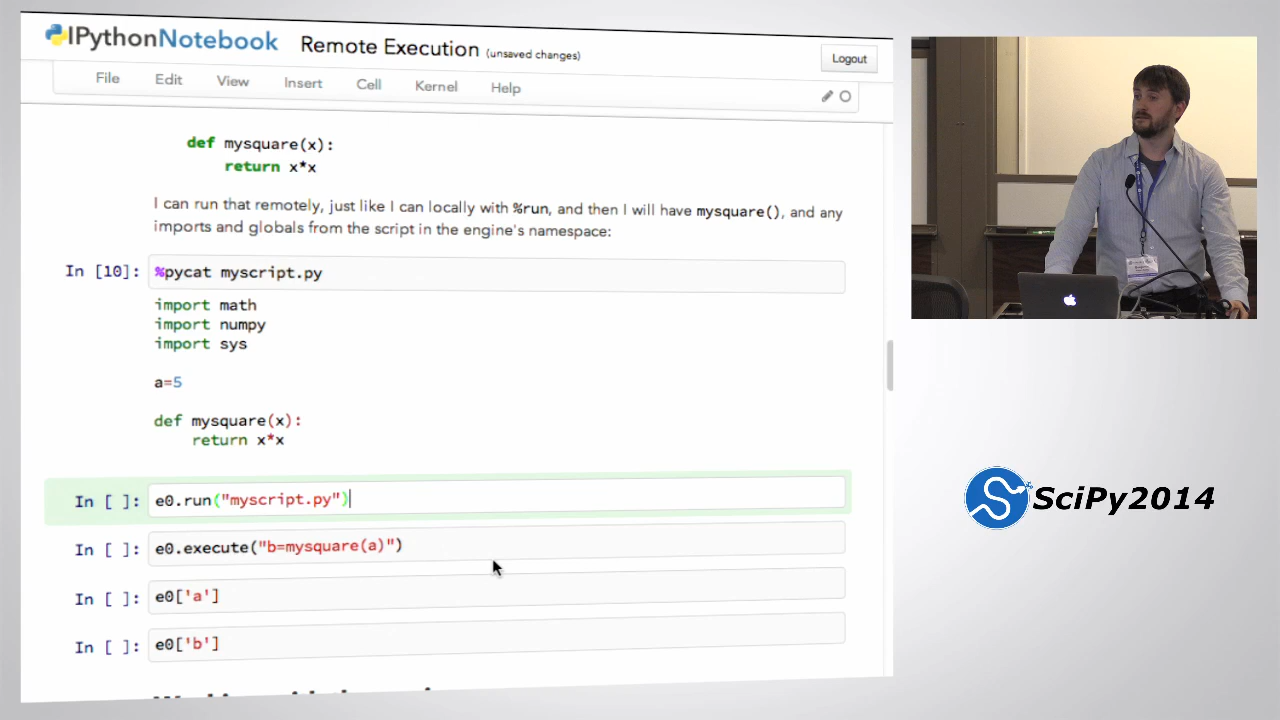 IPythonNotebook Remote Execution (unsaved changes) Logout
File Edit View Insert Cell Kernel Help
def mysquare(x):
return x*x
I can run that remotely, just like I can locally with %run, and then I will have mysquare(), and any
imports and globals from the script in the engine's namespace:
In [10]: %pycat myscript.py
import math
import numpy
import sys
a=5
def mysquare(x):
return x*x
In [ ]: e0.run("myscript.py")
In [ ]: e0.execute("b=mysquare(a)")
In [ ]: e0['a']
In [ ]: e0['b']
SciPy2014